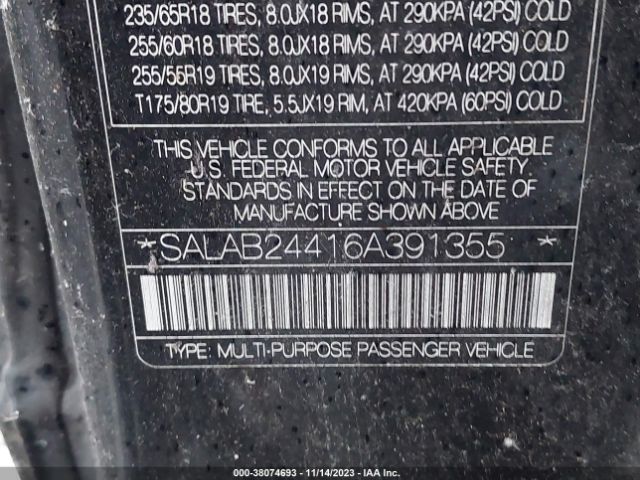 235/65R18 TIRES, 8.0JX18 RIMS, AT 290KPA (42PSI) COLD
255/60R18 TIRES, 8.0JX18 RIMS, AT 290KPA (42PSI) COLD
255/55R19 TIRES, 8.0JX19 RIMS, AT 290KPA (42PSI) COLD
T175/80R19 TIRE, 5.5JX19 RIM, AT 420KPA (60PSI) COLD
THIS VEHICLE CONFORMS TO ALL APPLICABLE
U.S. FEDERAL MOTOR VEHICLE SAFETY
STANDARDS IN EFFECT ON THE DATE OF
MANUFACTURE SHOWN ABOVE
*SALAB24416A391355 *
TYPE: MULTI-PURPOSE PASSENGER VEHICLE
000-38074693 - 11/14/2023 - IAA Inc.